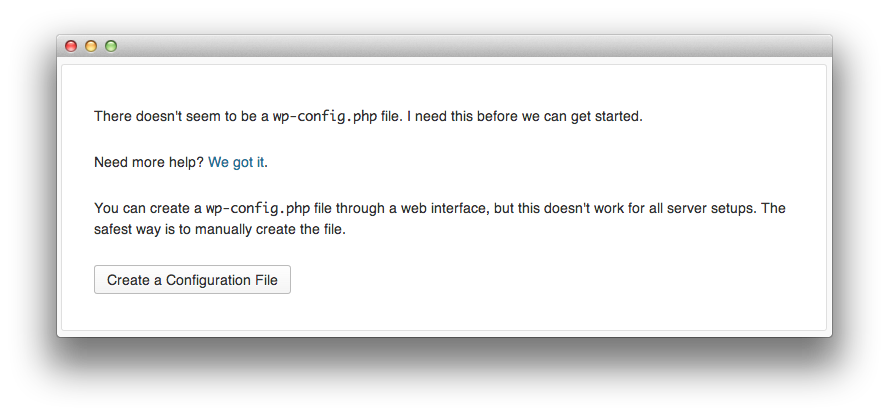 There doesn't seem to be a wp-config.php file. I need this before we can get started.
Need more help? We got it.
You can create a wp-config.php file through a web interface, but this doesn't work for all server setups. The
safest way is to manually create the file.
Create a Configuration File